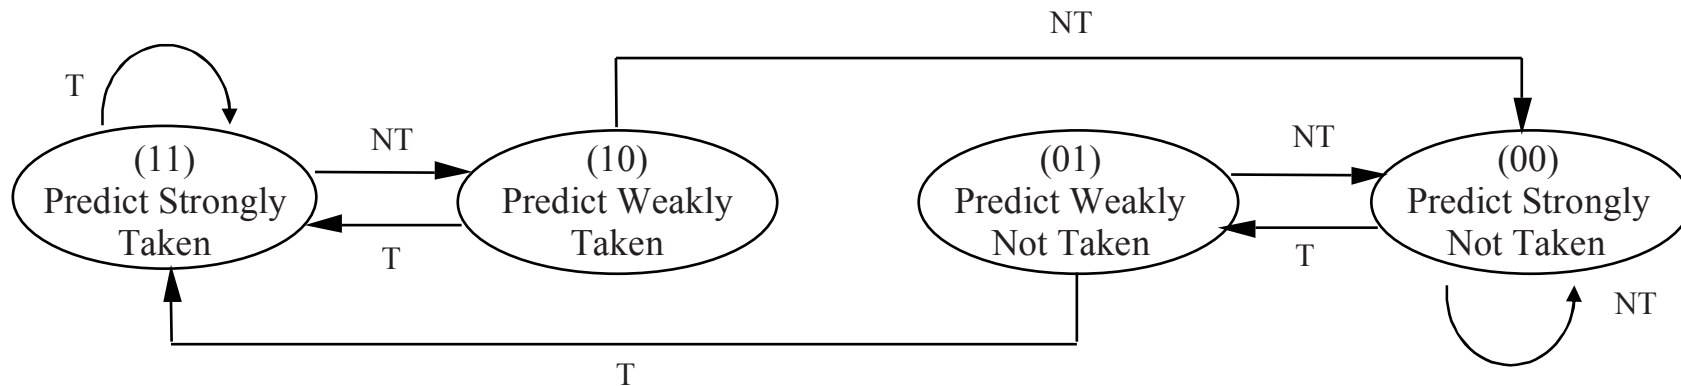 NT
T
(11)
Predict Strongly
Taken
NT
T
(10)
Predict Weakly
Taken
(01)
Predict Weakly
Not Taken
NT
T
(00)
Predict Strongly
Not Taken
NT
T